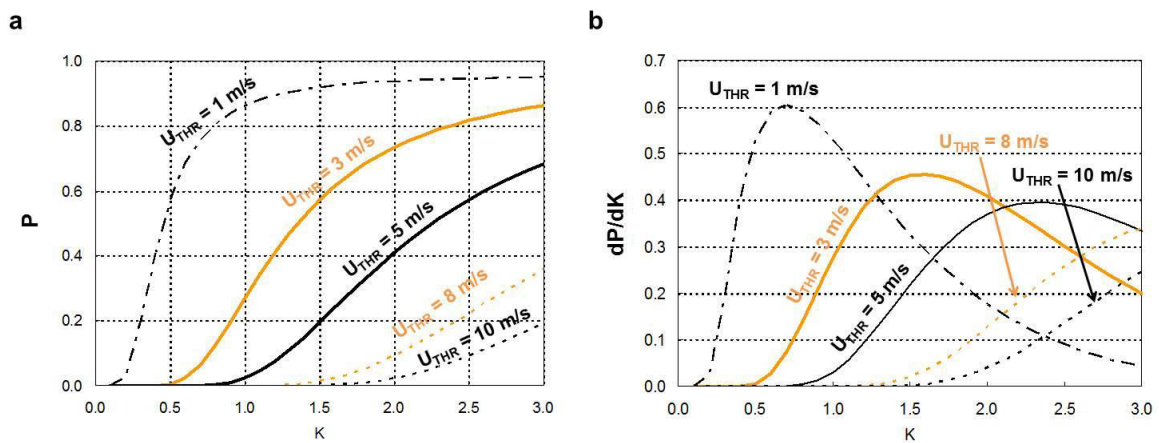 a
1.0
0.8
0.6
0.4
0.2
0.0
P
U_THR = 1 m/s
U_THR = 3 m/s
U_THR = 5 m/s
U_THR = 8 m/s
U_THR = 10 m/s
0.0 0.5 1.0 1.5 2.0 2.5 3.0
K
b
0.7
0.6
0.5
0.4
0.3
0.2
0.1
0.0
dP/dK
U_THR = 1 m/s
U_THR = 8 m/s
U_THR = 10 m/s
U_THR = 3 m/s
U_THR = 5 m/s
0.0 0.5 1.0 1.5 2.0 2.5 3.0
K